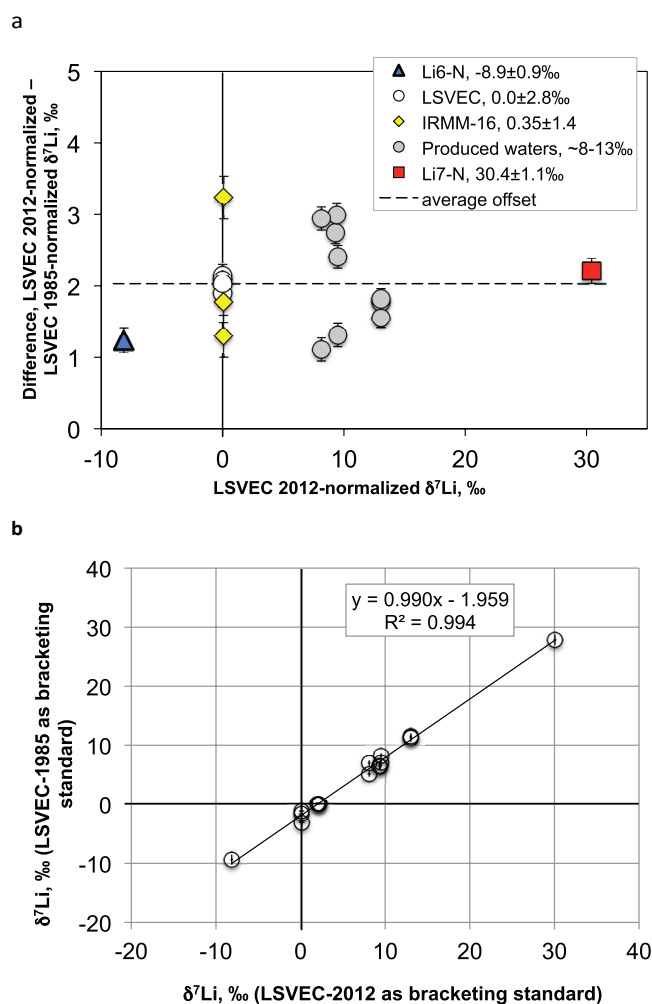 a
Difference, LSVEC 2012-normalized –
LSVEC 1985-normalized δ⁷Li, ‰
5
4
3
2
1
0
Li6-N, -8.9±0.9‰
LSVEC, 0.0±2.8‰
IRMM-16, 0.35±1.4
Produced waters, ~8-13‰
Li7-N, 30.4±1.1‰
average offset
-10
0
10
20
30
LSVEC 2012-normalized δ⁷Li, ‰
b
δ⁷Li, ‰ (LSVEC-1985 as bracketing
standard)
40
30
20
10
0
-10
-20
y = 0.990x - 1.959
R² = 0.994
-20
-10
0
10
20
30
40
δ⁷Li, ‰ (LSVEC-2012 as bracketing standard)